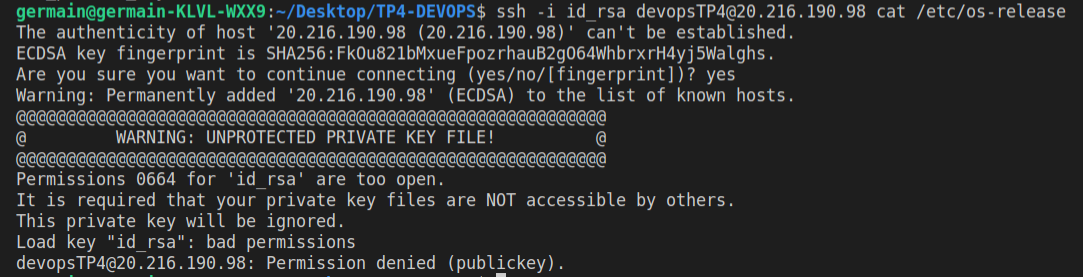 germain@germain-KLVL-WXX9:~/Desktop/TP4-DEVOPS$ ssh -i id_rsa devopsTP4@20.216.190.98 cat /etc/os-release
The authenticity of host '20.216.190.98 (20.216.190.98)' can't be established.
ECDSA key fingerprint is SHA256:FkOu821bMxueFpozrhauB2gO64WhbrxrH4yj5Walghs.
Are you sure you want to continue connecting (yes/no/[fingerprint])? yes
Warning: Permanently added '20.216.190.98' (ECDSA) to the list of known hosts.
@@@@@@@@@@@@@@@@@@@@@@@@@@@@@@@@@@@@@@@@@@@@@@@@@@@@@@@@@@@
@         WARNING: UNPROTECTED PRIVATE KEY FILE!          @
@@@@@@@@@@@@@@@@@@@@@@@@@@@@@@@@@@@@@@@@@@@@@@@@@@@@@@@@@@@
Permissions 0664 for 'id_rsa' are too open.
It is required that your private key files are NOT accessible by others.
This private key will be ignored.
Load key "id_rsa": bad permissions
devopsTP4@20.216.190.98: Permission denied (publickey).